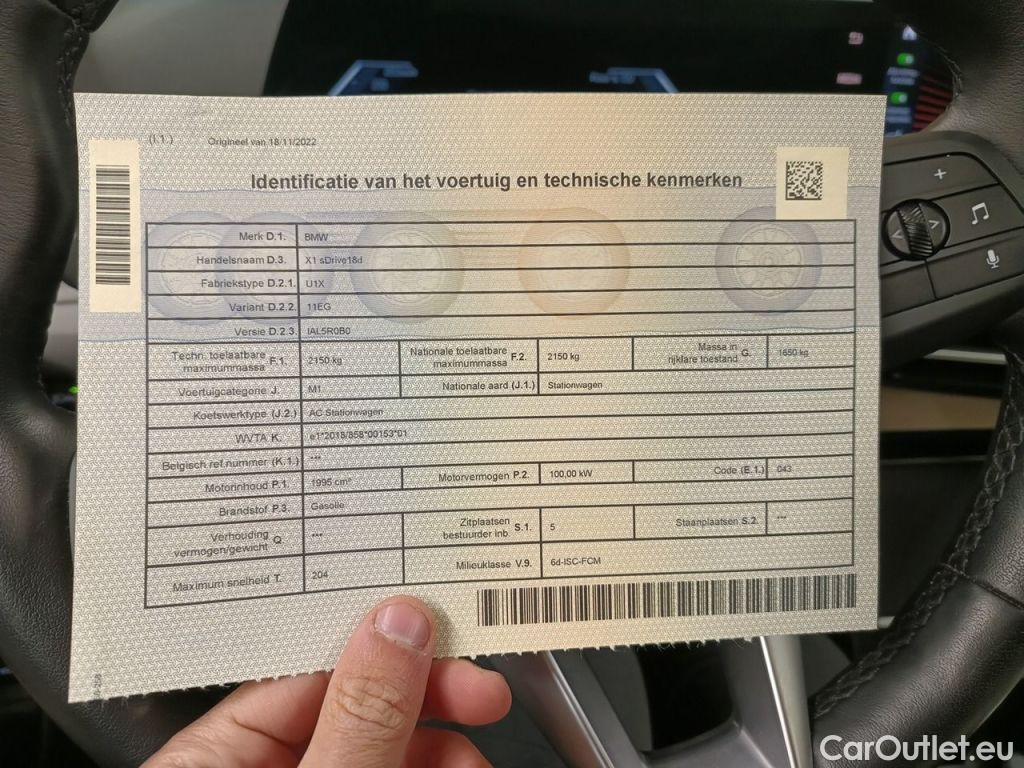 (I.1.) Origineel van 18/11/2022
Identificatie van het voertuig en technische kenmerken
Merk D.1. BMW
Handelsnaam D.3. X1 sDrive18d
Fabriekstype D.2.1. U1X
Variant D.2.2. 11EG
Versie D.2.3. IAL5R0B0
Techn. toelaatbare maximummassa F.1. 2150 kg Nationale toelaatbare maximummassa F.2. 2150 kg Massa in rijklare toestand G. 1650 kg
Voertuigcategorie J. M1 Nationale aard (J.1.) Stationwagen
Koetswerktype (J.2.) AC Stationwagen
WVTA K. e1*2018/858*00153*01
Belgisch ref.nummer (K.1.) ***
Motorinhoud P.1. 1995 cm³ Motorvermogen P.2. 100,00 kW Code (E.1.) 043
Brandstof P.3. Gasolie
Verhouding vermogen/gewicht Q. *** Zitplaatsen bestuurder inb. S.1. 5 Staanplaatsen S.2. ***
Maximum snelheid T. 204 Milieuklasse V.9. 6d-ISC-FCM
CarOutlet.eu